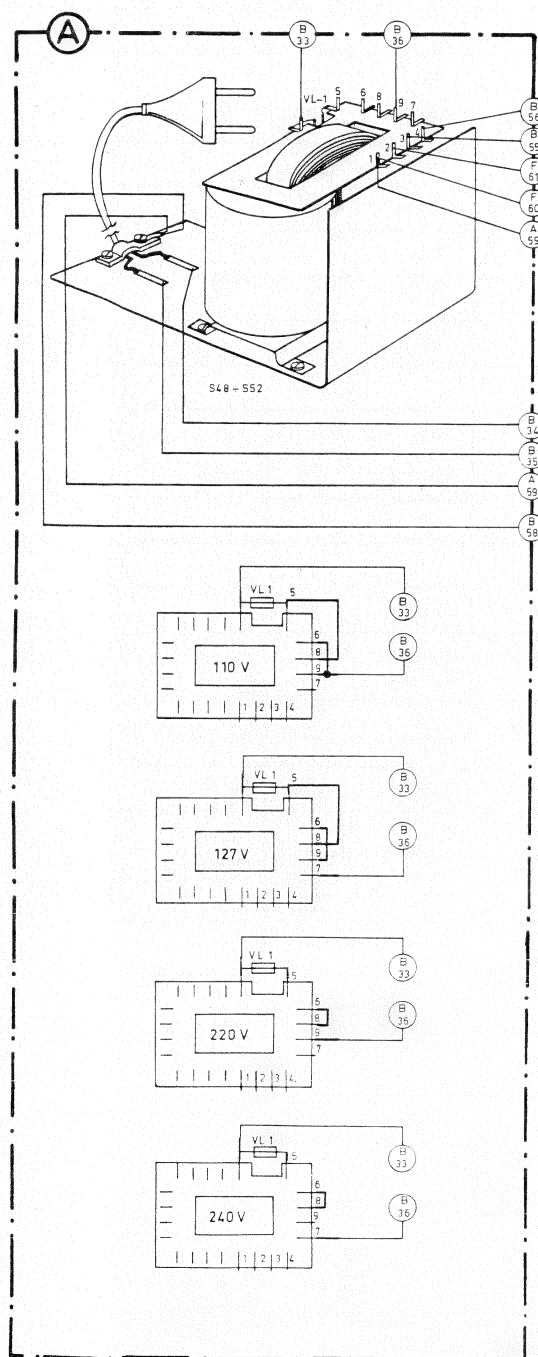 A
B 33
B 36
VL-1
5 6 8 9 7
1 2 3 4
B 56
B 55
F 61
F 60
A 59
S48 ÷ S52
B 34
B 35
A 59
B 58
VL 1
5
B 33
6
8
9
7
B 36
110 V
1 2 3 4
VL 1
5
B 33
6
8
9
7
B 36
127 V
1 2 3 4
VL 1
5
B 33
6
8
9
7
B 36
220 V
1 2 3 4.
VL 1
5
B 33
6
8
9
7
B 36
240 V
1 2 3 4